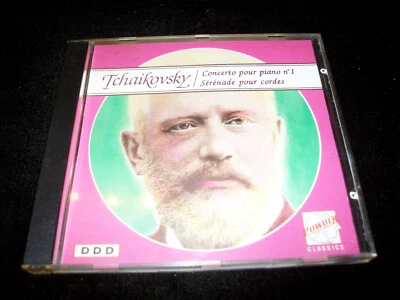 Tchaikovsky
Concerto pour piano n°1
Sérénade pour cordes
DDD
CLASSICS